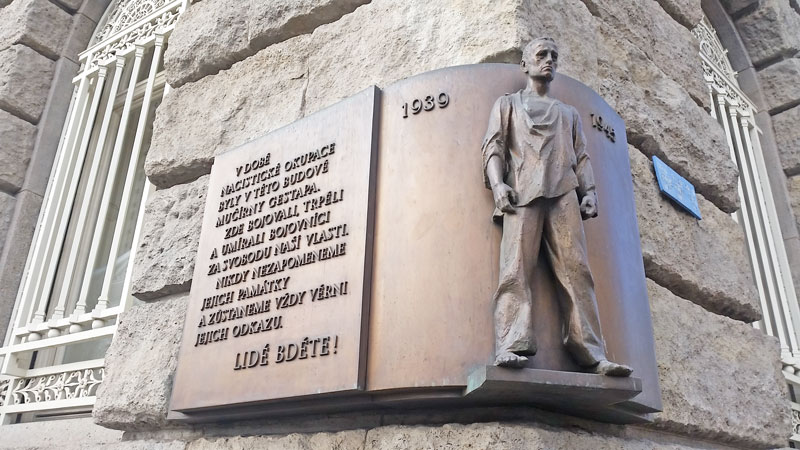 V DOBĚ
NACISTICKÉ OKUPACE
BYLY V TÉTO BUDOVĚ
MUČÍRNY GESTAPA.
ZDE BOJOVALI, TRPĚLI
A UMÍRALI BOJOVNÍCI
ZA SVOBODU NAŠÍ VLASTI.
NIKDY NEZAPOMENEME
JEJICH PAMÁTKY
A ZŮSTANEME VŽDY VĚRNI
JEJICH ODKAZU.
LIDÉ BDĚTE!
1939
1945